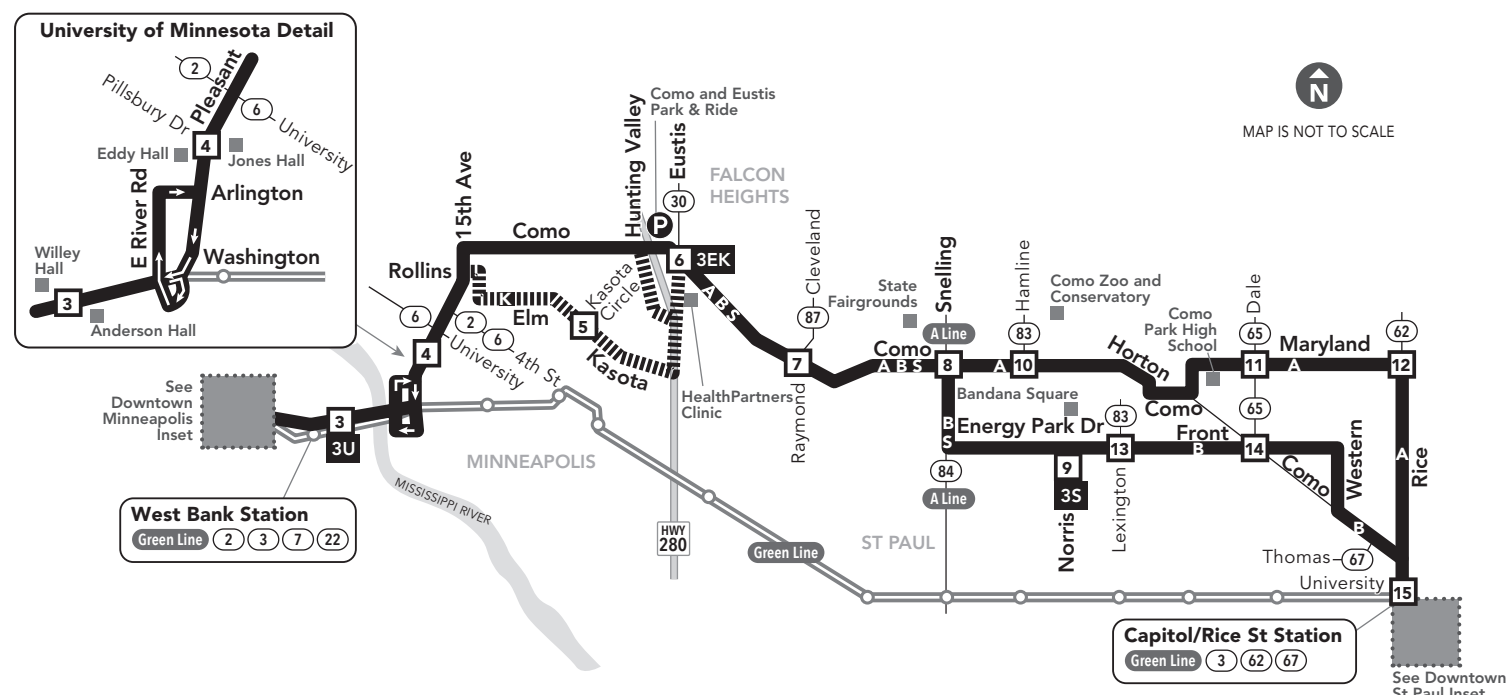 University of Minnesota Detail
2
Pleasant
Pillsbury Dr
6
University
4
Eddy Hall
Jones Hall
E River Rd
Arlington
Willey
Hall
Washington
3
Anderson Hall
N
MAP IS NOT TO SCALE
Como and Eustis
Park & Ride
Hunting Valley
Eustis
FALCON
HEIGHTS
30
P
15th Ave
Como
6
3EK
Rollins
E
K
Elm
Kasota
Circle
5
Kasota
A B S
6
2
6
University
4th St
4
87
Cleveland
7
Raymond
State
Fairgrounds
Snelling
A Line
Como
A B S
8
A
10
Hamline
83
Como Zoo and
Conservatory
Horton
Como
Como
Park High
School
Dale
65
11
Maryland
A
62
12
See
Downtown
Minneapolis
Inset
3
3U
HealthPartners
Clinic
Bandana Square
B
S
Energy Park Dr
83
13
Lexington
Front
B
65
14
Como
Western
A
Rice
84
A Line
9
3S
Norris
B
MINNEAPOLIS
MISSISSIPPI RIVER
West Bank Station
Green Line 2 3 7 22
HWY
280
Green Line
ST PAUL
Thomas
67
University
15
Capitol/Rice St Station
Green Line 3 62 67
See Downtown
St Paul Inset